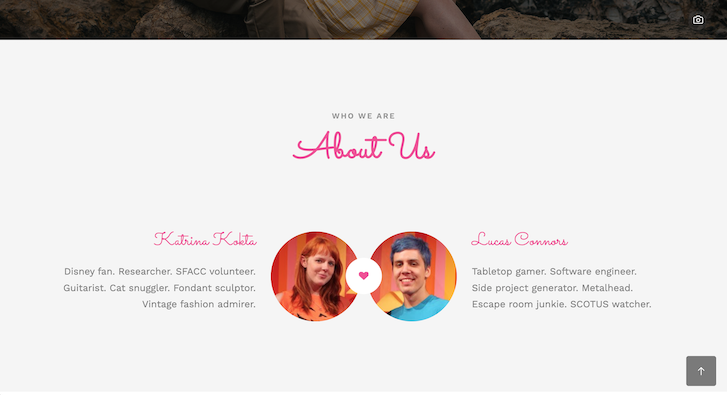 WHO WE ARE
About Us
Katrina Kokta
Disney fan. Researcher. SFACC volunteer.
Guitarist. Cat snuggler. Fondant sculptor.
Vintage fashion admirer.
Lucas Connors
Tabletop gamer. Software engineer.
Side project generator. Metalhead.
Escape room junkie. SCOTUS watcher.